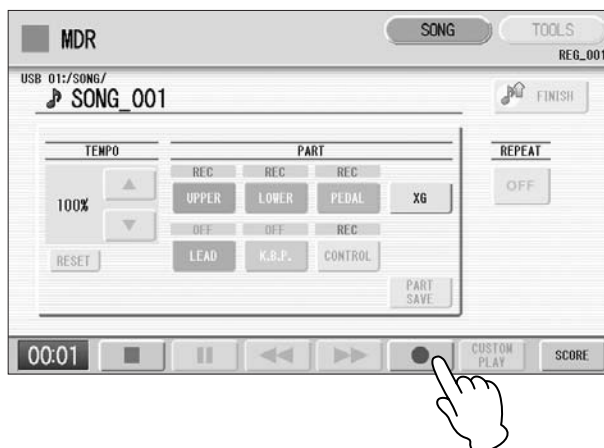 MDR
SONG
TOOLS
REG_001
USB 01:/SONG/
SONG_001
FINISH
TEMPO
PART
REPEAT
REC
REC
REC
100%
UPPER
LOWER
PEDAL
XG
OFF
OFF
OFF
REC
RESET
LEAD
K.B.P.
CONTROL
PART
SAVE
00:01
CUSTOM
PLAY
SCORE